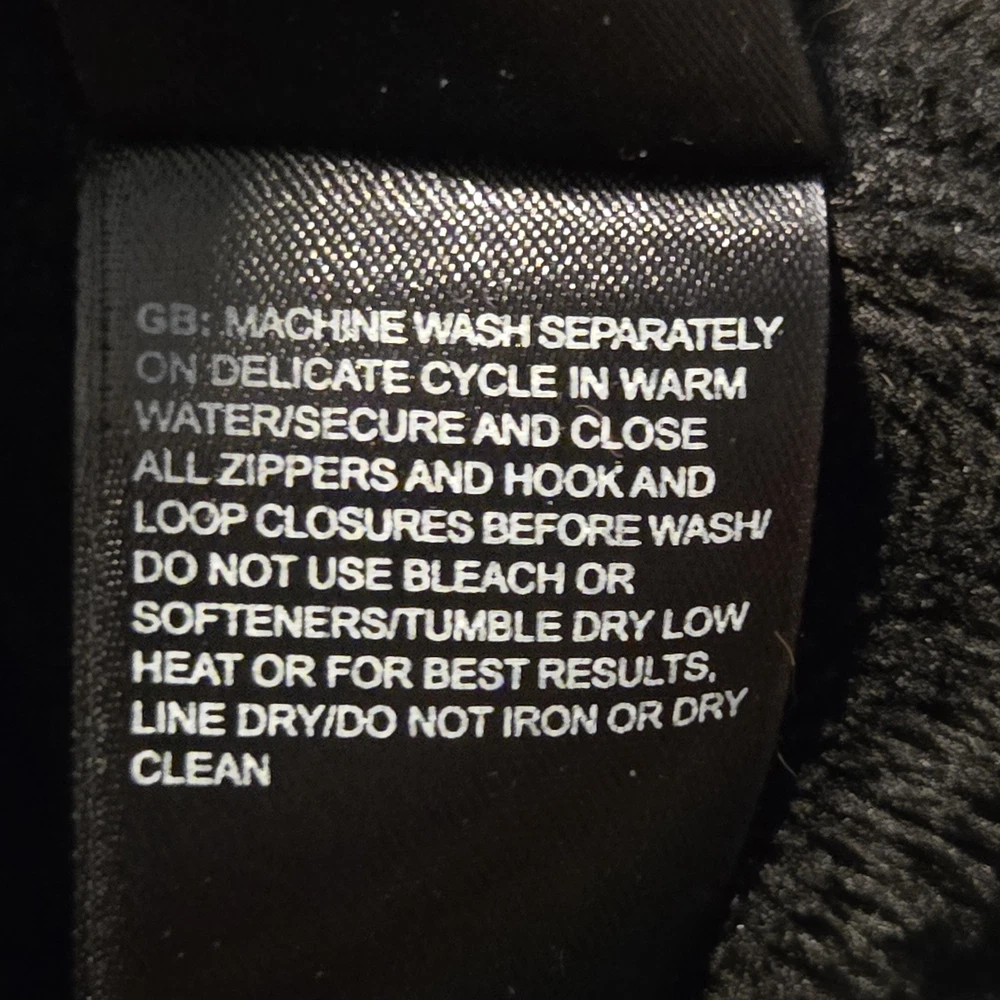 GB: MACHINE WASH SEPARATELY
ON DELICATE CYCLE IN WARM
WATER/SECURE AND CLOSE
ALL ZIPPERS AND HOOK AND
LOOP CLOSURES BEFORE WASH/
DO NOT USE BLEACH OR
SOFTENERS/TUMBLE DRY LOW
HEAT OR FOR BEST RESULTS,
LINE DRY/DO NOT IRON OR DRY
CLEAN